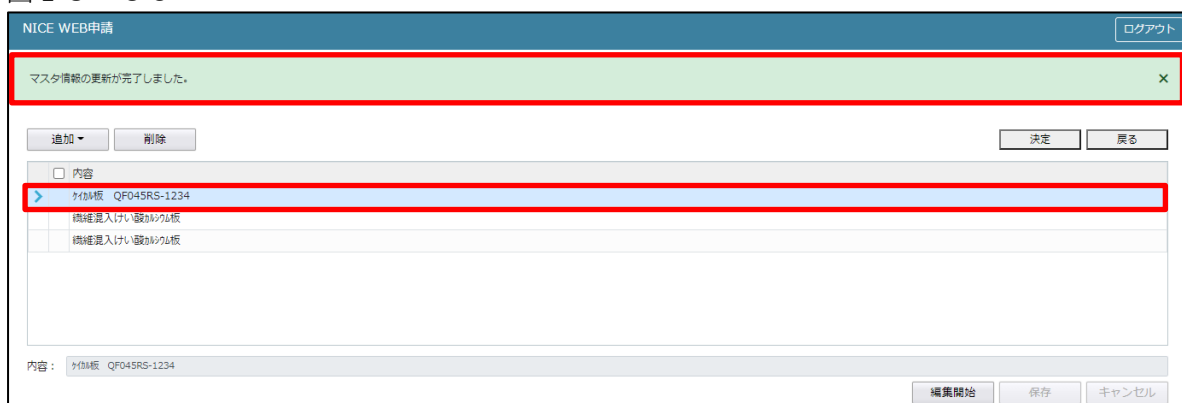 NICE WEB申請 ログアウト
マスタ情報の更新が完了しました。 ×
追加 削除 決定 戻る
内容
ｹｲｶﾙ板 QF045RS-1234
繊維混入けい酸ｶﾙｼｳﾑ板
繊維混入けい酸ｶﾙｼｳﾑ板
内容： ｹｲｶﾙ板 QF045RS-1234
編集開始 保存 キャンセル